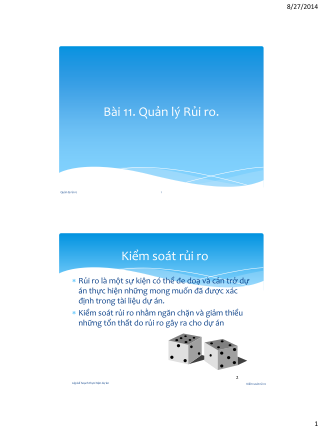 8/27/2014
Bài 11. Quản lý Rủi ro.
1
Kiểm soát rủi ro
Rủi ro là một sự kiện có thể đe doạ và cản trở dự
án thực hiện những mong muốn đã được xác
định trong tài liệu dự án.
Kiểm soát rủi ro nhằm ngăn chặn và giảm thiểu
những tổn thất do rủi ro gây ra cho dự án
2
1